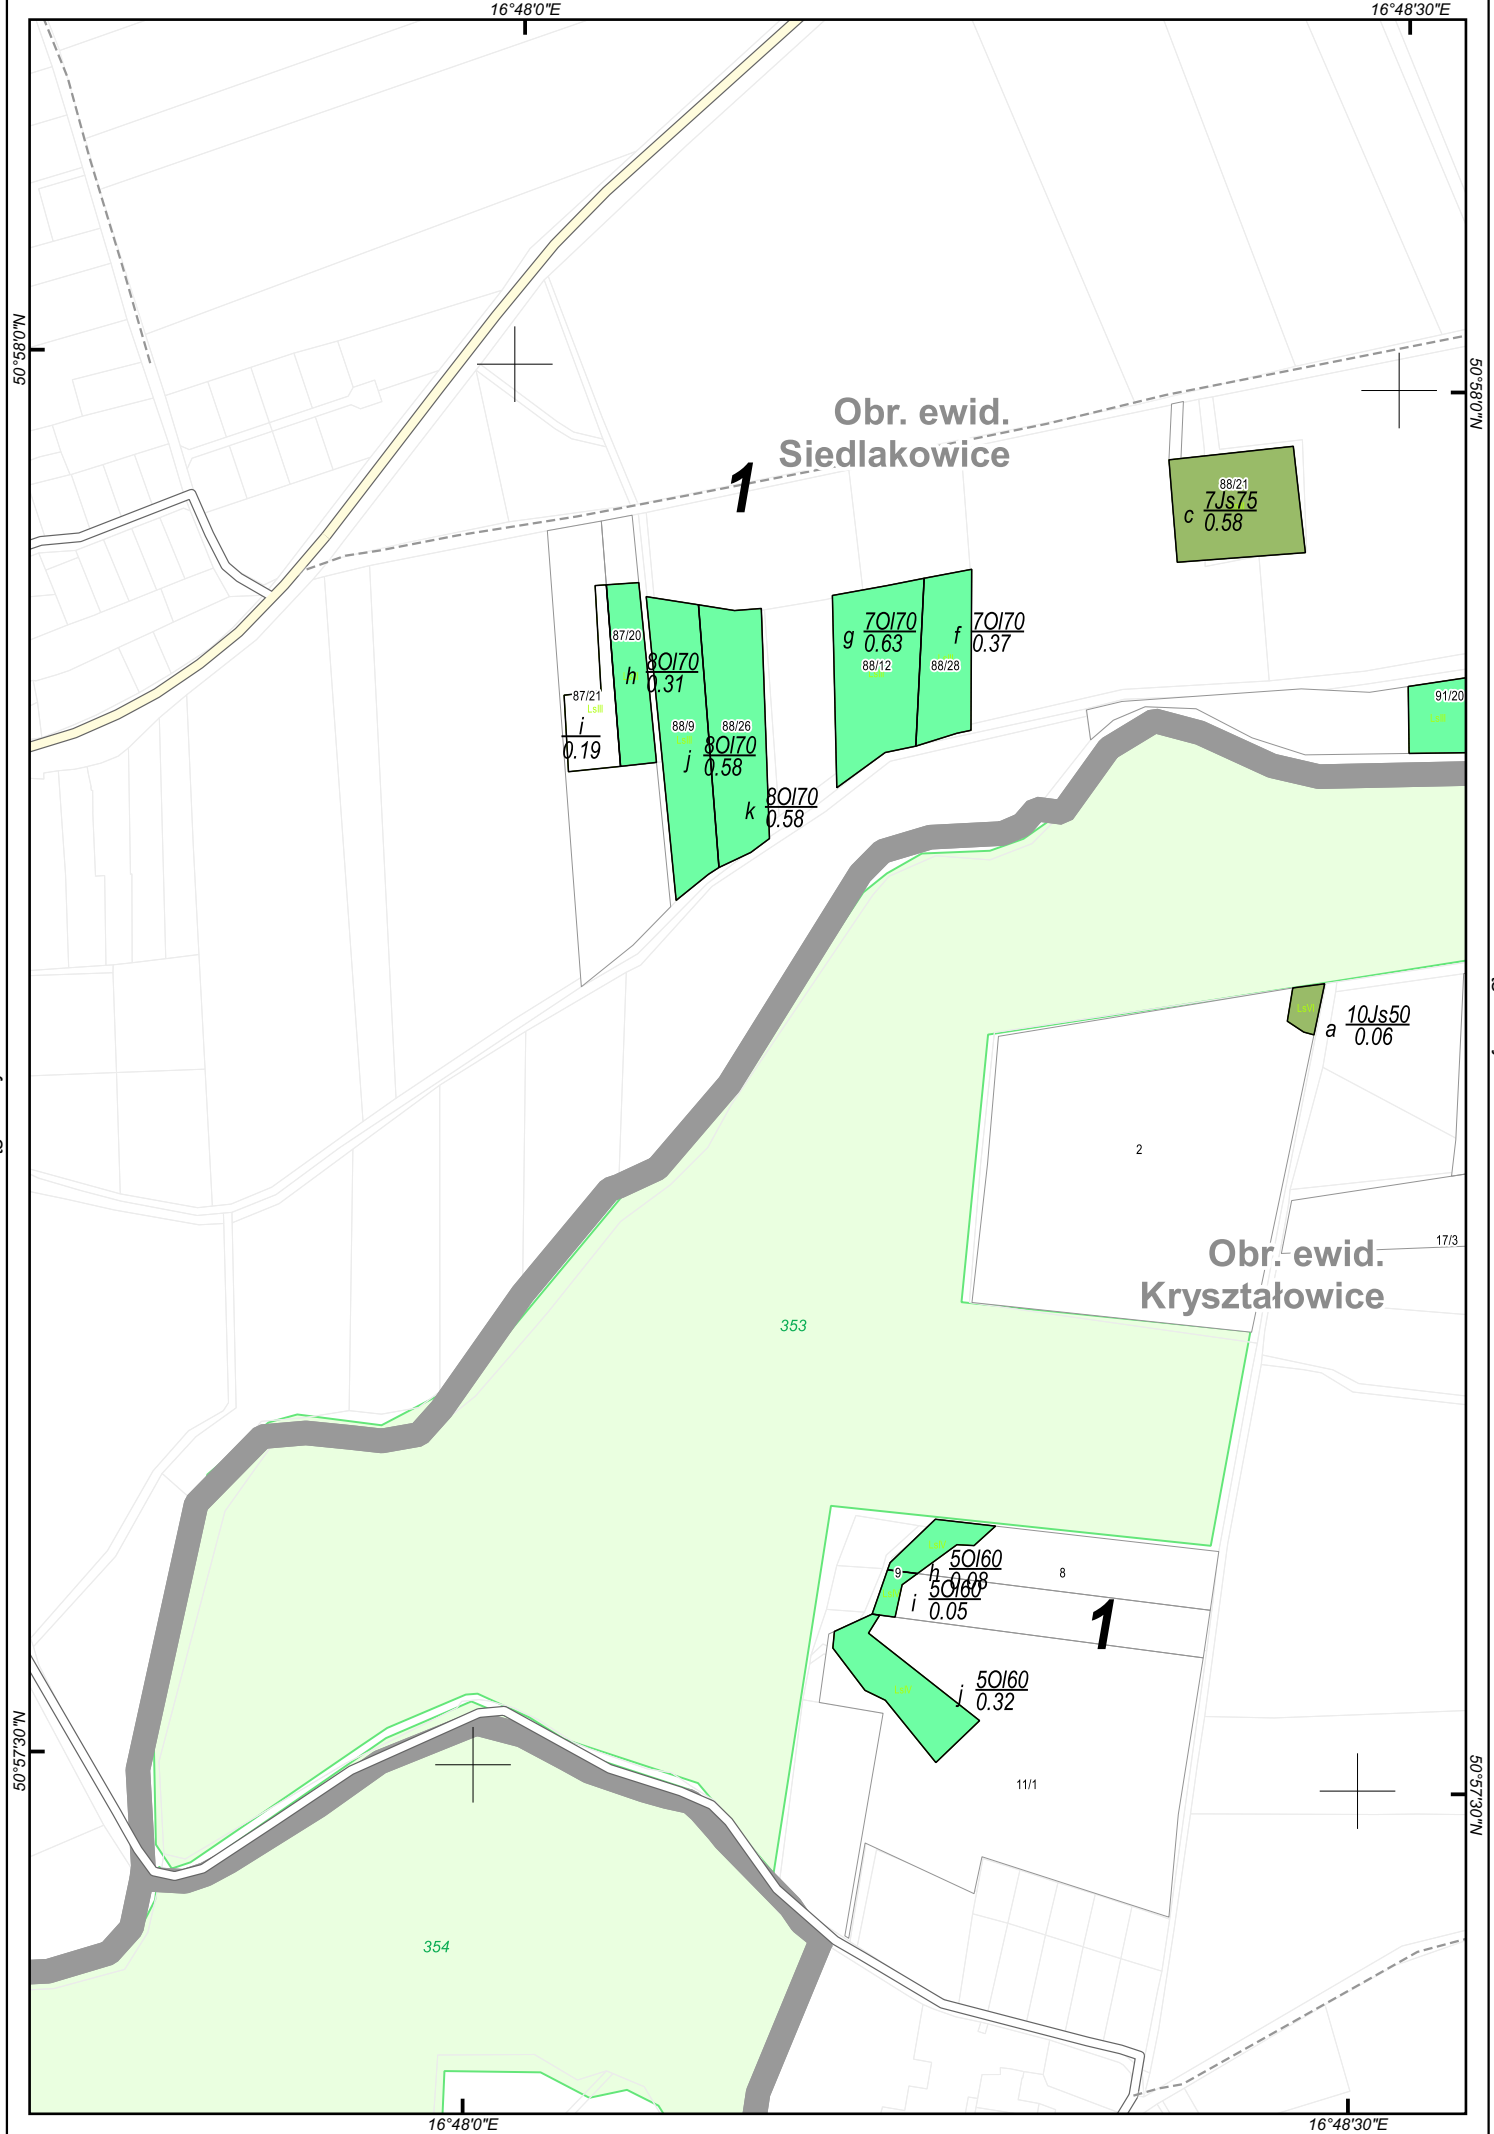 16°48'0"E
16°48'30"E
50°58'0"N
50°58'0"N
Obr. ewid.
Siedlakowice
1
88/21
c 7Js75
0.58
87/20
h 8Ol70
0.31
87/21
LsIII
i
0.19
88/9
88/26
j 8Ol70
0.58
k 8Ol70
0.58
g 7Ol70
0.63
88/12
f 7Ol70
0.37
88/28
91/20
LsVI
a 10Js50
0.06
2
17/3
Obr. ewid.
Kryształowice
353
h 5Ol60
0.08
9
8
i 5Ol60
0.05
1
j 5Ol60
0.32
11/1
50°57'30"N
50°57'30"N
354
16°48'0"E
16°48'30"E